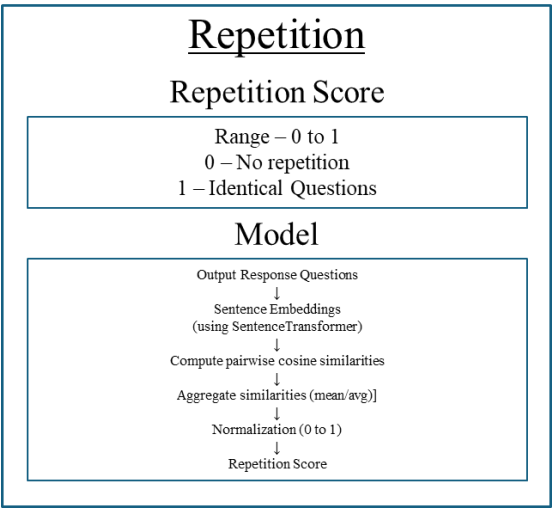 Repetition
Repetition Score
Range – 0 to 1
0 – No repetition
1 – Identical Questions
Model
Output Response Questions
↓
Sentence Embeddings
(using SentenceTransformer)
↓
Compute pairwise cosine similarities
↓
Aggregate similarities (mean/avg)]
↓
Normalization (0 to 1)
↓
Repetition Score